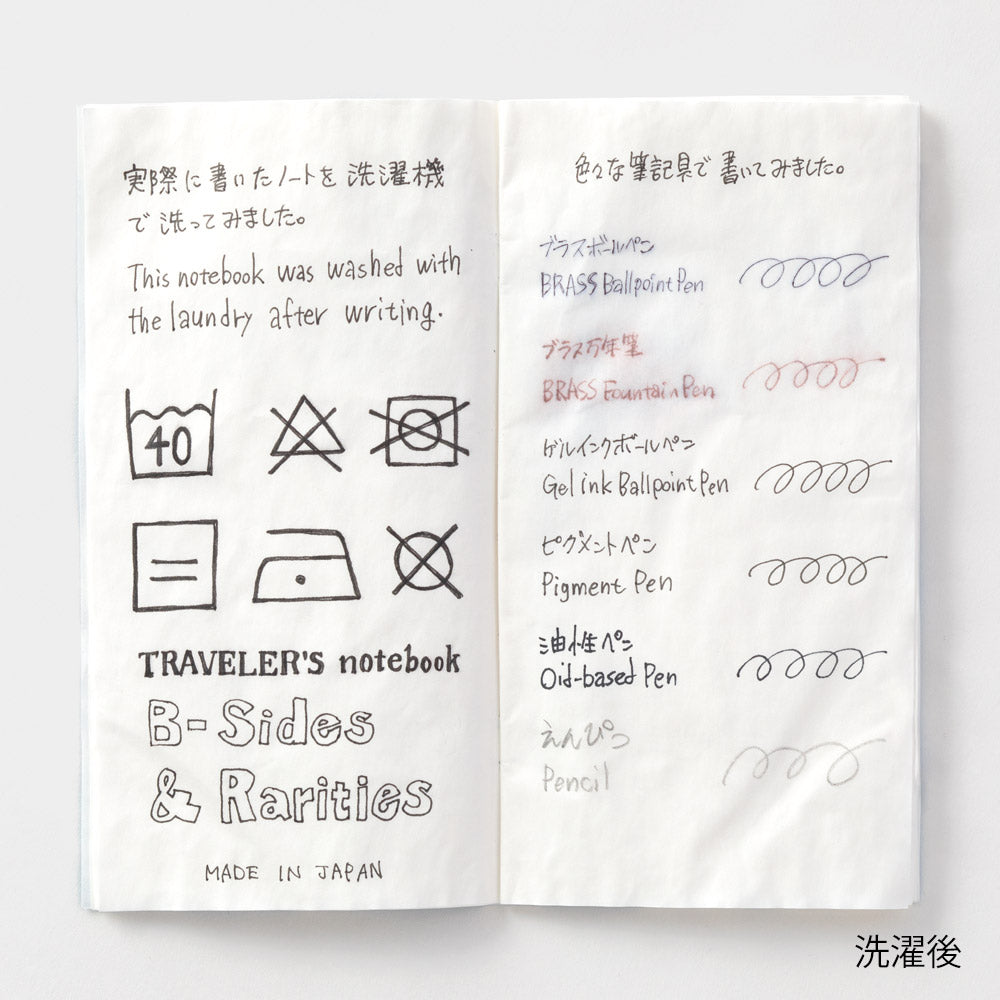 実際に書いたノートを洗濯機
で洗ってみました。
This notebook was washed with
the laundry after writing.
40
TRAVELER'S notebook
B-Sides
& Rarities
MADE IN JAPAN
色々な筆記具で書いてみました。
ブラスボールペン
BRASS Ballpoint Pen
ブラス万年筆
BRASS Fountain Pen
ゲルインクボールペン
Gel ink Ballpoint Pen
ピグメントペン
Pigment Pen
油性ペン
Oid-based Pen
えんぴつ
Pencil
洗濯後